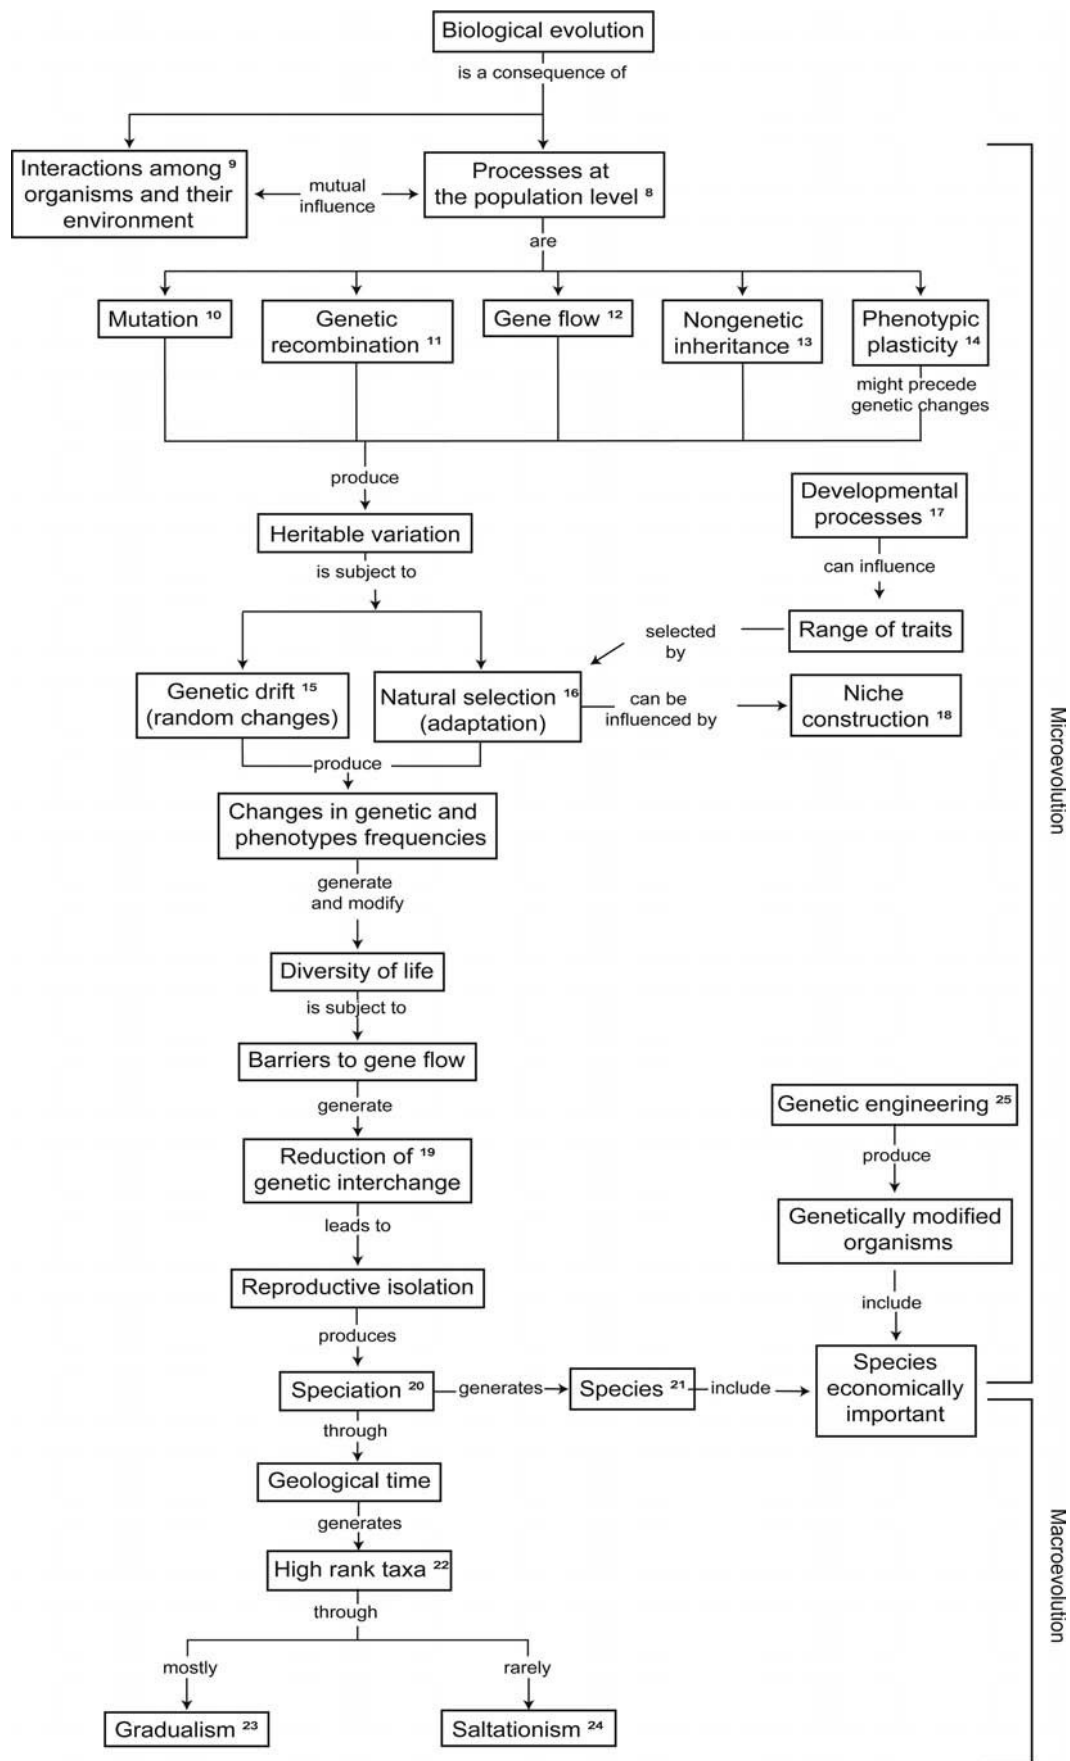 Biological evolution
is a consequence of
Interactions among ⁹
organisms and their
environment
mutual
influence
Processes at
the population level ⁸
are
Mutation ¹⁰
Genetic
recombination ¹¹
Gene flow ¹²
Nongenetic
inheritance ¹³
Phenotypic
plasticity ¹⁴
might precede
genetic changes
produce
Heritable variation
is subject to
Developmental
processes ¹⁷
can influence
Range of traits
selected
by
Genetic drift ¹⁵
(random changes)
Natural selection ¹⁶
(adaptation)
can be
influenced by
Niche
construction ¹⁸
produce
Changes in genetic and
phenotypes frequencies
generate
and modify
Diversity of life
is subject to
Barriers to gene flow
generate
Reduction of ¹⁹
genetic interchange
leads to
Reproductive isolation
produces
Genetic engineering ²⁵
produce
Genetically modified
organisms
include
Speciation ²⁰
generates
Species ²¹
include
Species
economically
important
through
Geological time
generates
High rank taxa ²²
through
mostly
rarely
Gradualism ²³
Saltationism ²⁴
Microevolution
Macroevolution